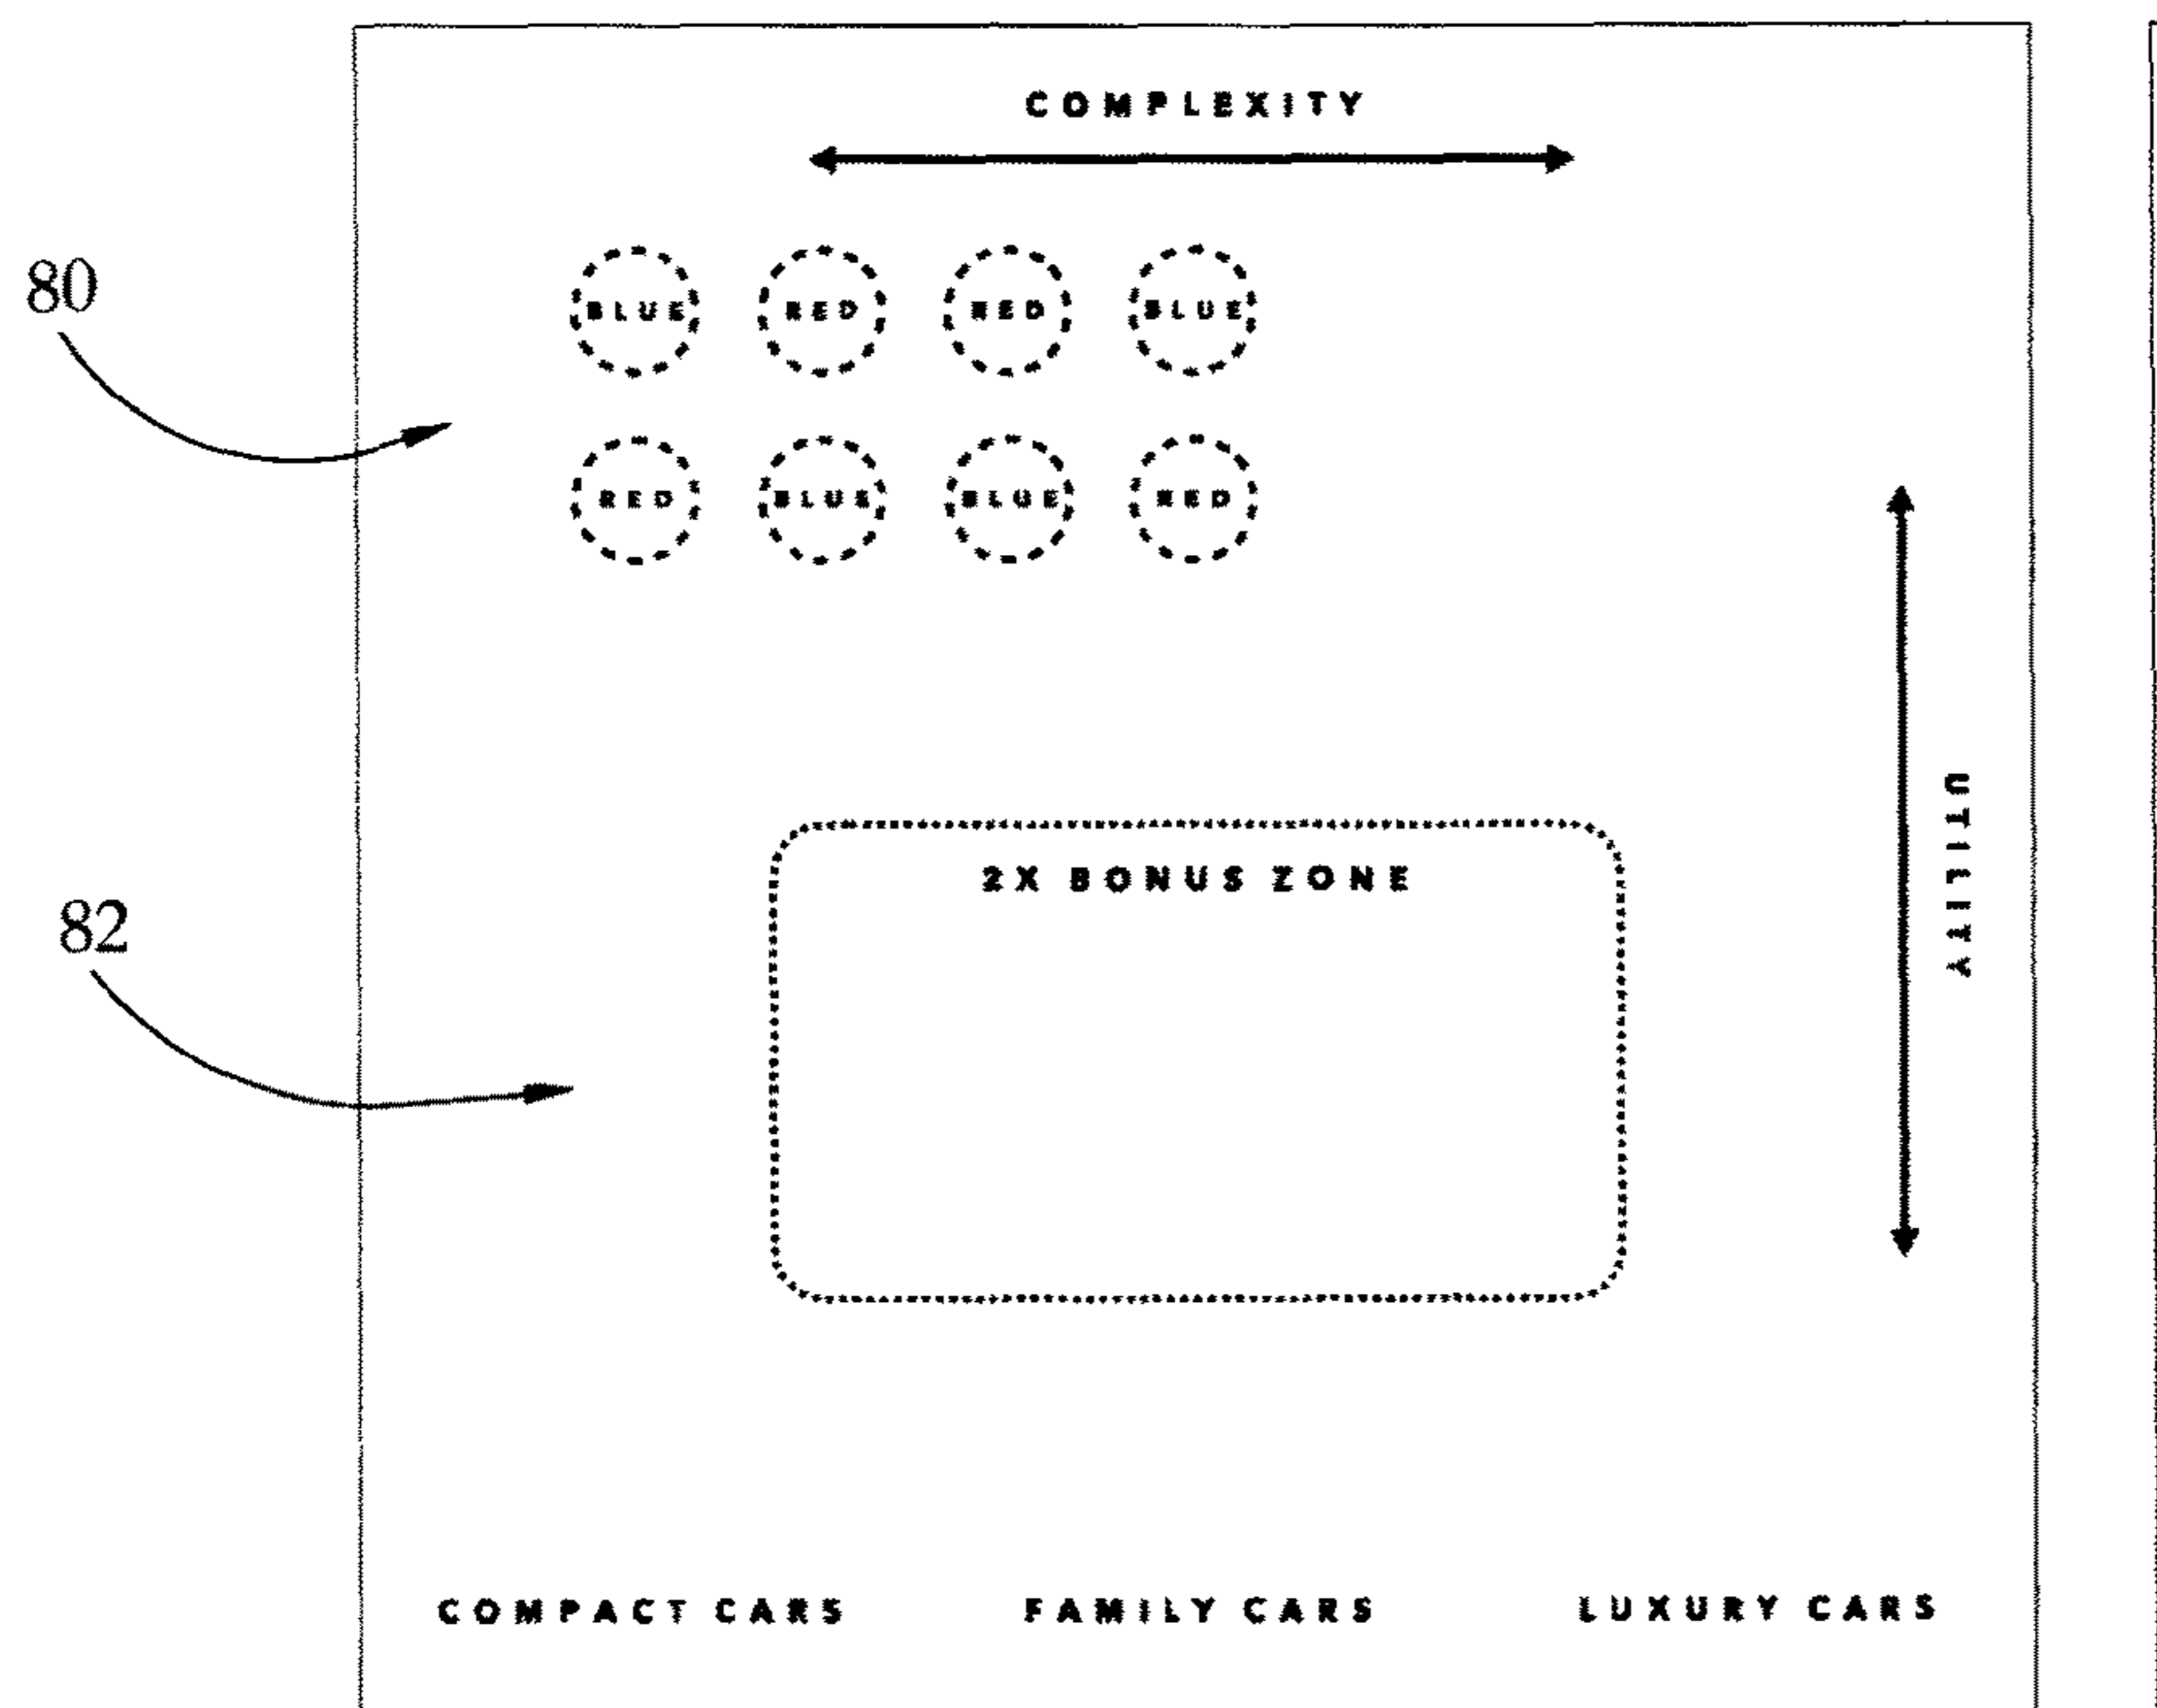 COMPLEXITY
80
BLUE RED RED BLUE
RED BLUE BLUE RED
UTILITY
2X BONUS ZONE
82
COMPACT CARS FAMILY CARS LUXURY CARS